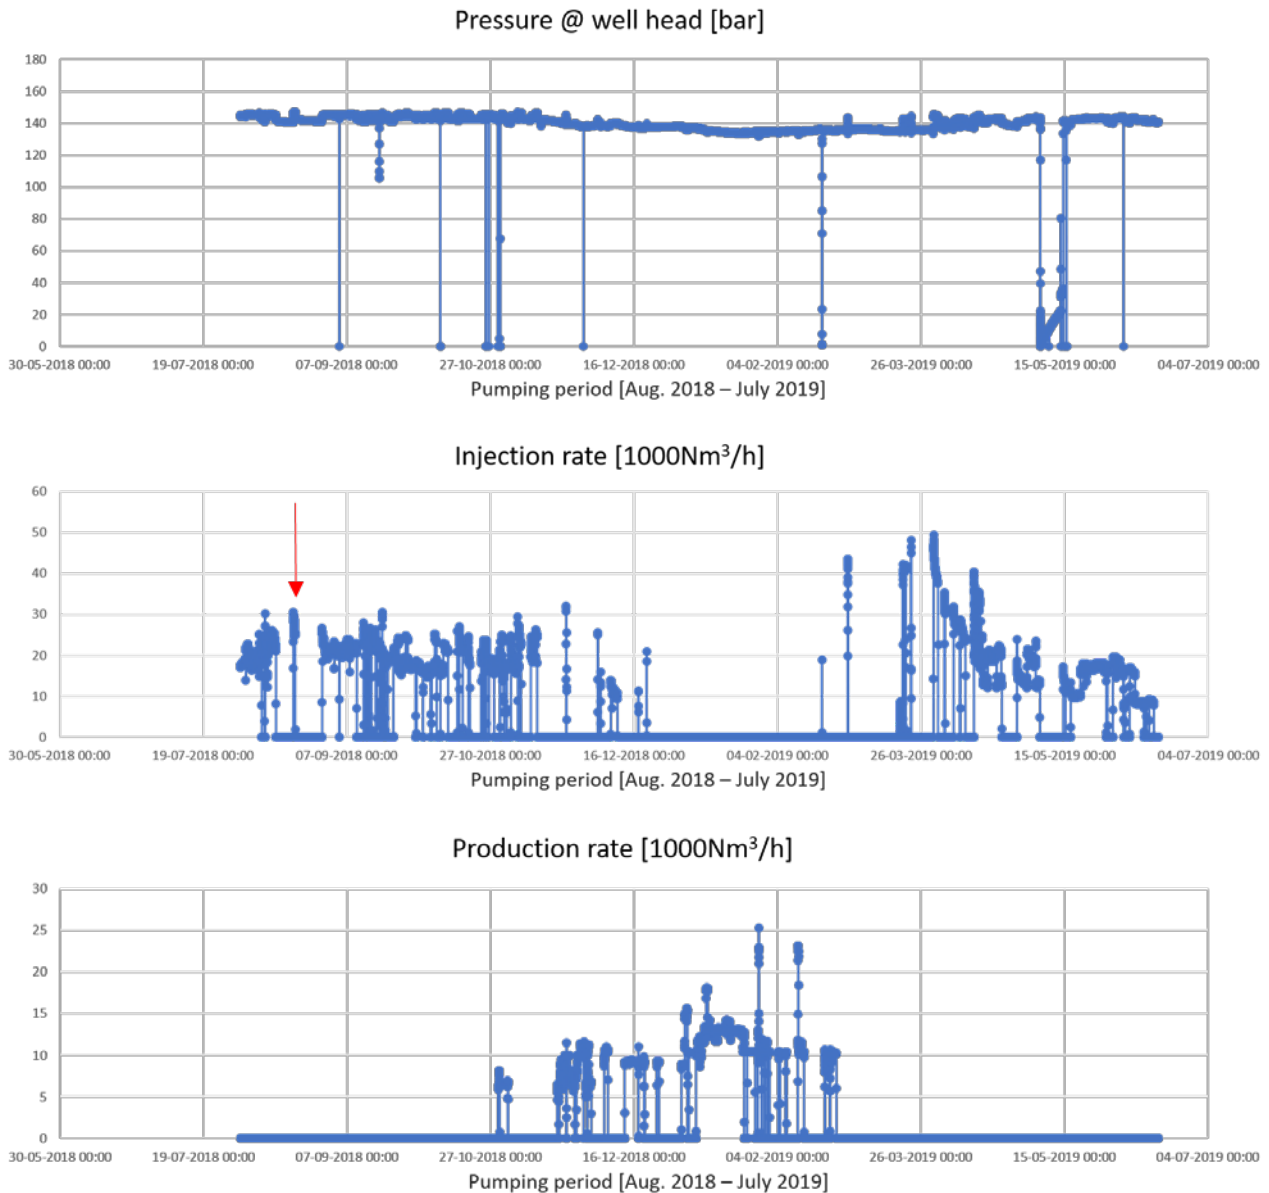 Pressure @ well head [bar]
180
160
140
120
100
80
60
40
20
0
30-05-2018 00:00 19-07-2018 00:00 07-09-2018 00:00 27-10-2018 00:00 16-12-2018 00:00 04-02-2019 00:00 26-03-2019 00:00 15-05-2019 00:00 04-07-2019 00:00
Pumping period [Aug. 2018 – July 2019]
Injection rate [1000Nm³/h]
60
50
40
30
20
10
0
30-05-2018 00:00 19-07-2018 00:00 07-09-2018 00:00 27-10-2018 00:00 16-12-2018 00:00 04-02-2019 00:00 26-03-2019 00:00 15-05-2019 00:00 04-07-2019 00:00
Pumping period [Aug. 2018 – July 2019]
Production rate [1000Nm³/h]
30
25
20
15
10
5
0
30-05-2018 00:00 19-07-2018 00:00 07-09-2018 00:00 27-10-2018 00:00 16-12-2018 00:00 04-02-2019 00:00 26-03-2019 00:00 15-05-2019 00:00 04-07-2019 00:00
Pumping period [Aug. 2018 – July 2019]